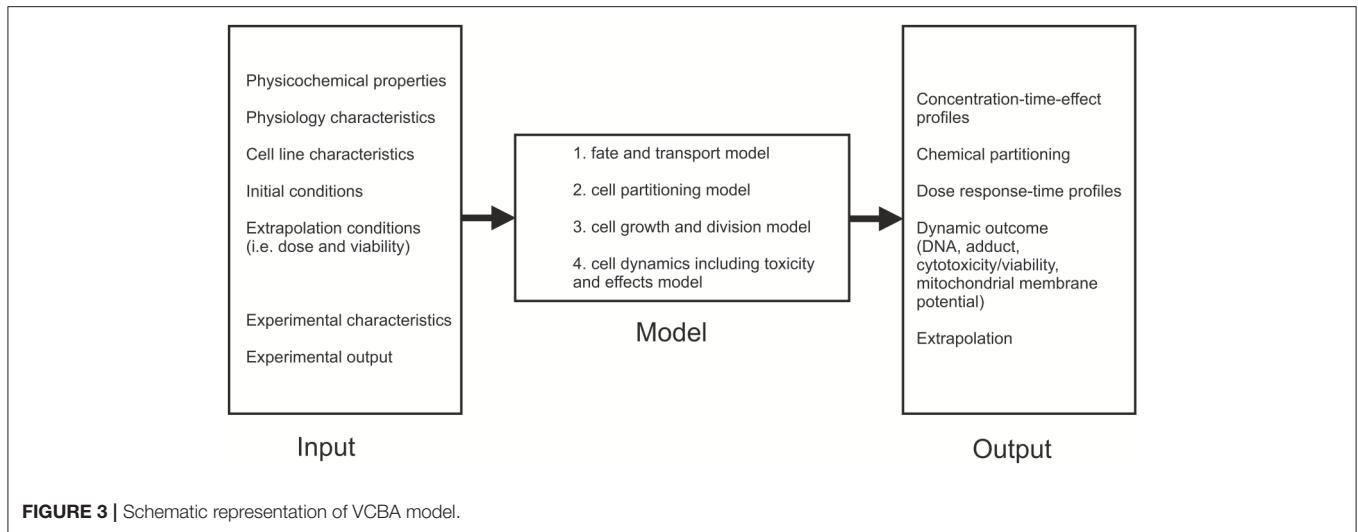 Physicochemical properties
Physiology characteristics
Cell line characteristics
Initial conditions
Extrapolation conditions
(i.e. dose and viability)
Experimental characteristics
Experimental output
Input
1. fate and transport model
2. cell partitioning model
3. cell growth and division model
4. cell dynamics including toxicity
and effects model
Model
Concentration-time-effect
profiles
Chemical partitioning
Dose response-time profiles
Dynamic outcome
(DNA, adduct,
cytotoxicity/viability,
mitochondrial membrane
potential)
Extrapolation
Output
FIGURE 3 | Schematic representation of VCBA model.